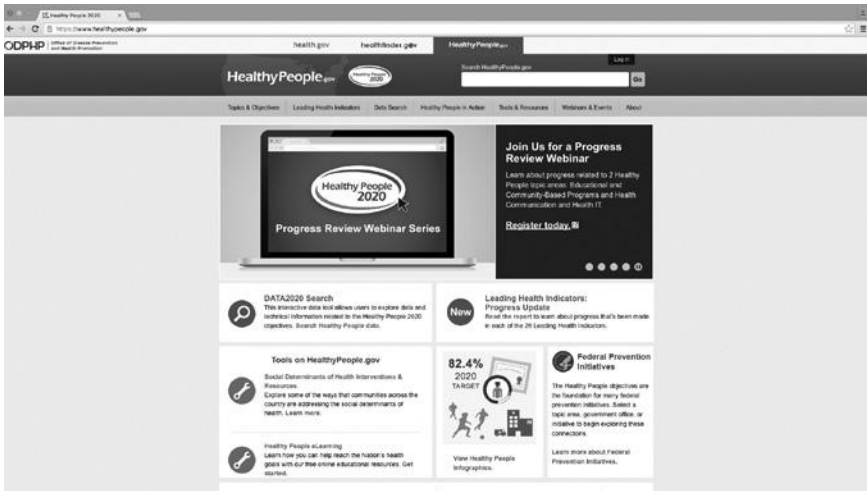 Healthy People 2020
https://www.healthypeople.gov
ODPHP
Office of Disease Prevention
and Health Promotion
health.gov
healthfinder.gov
HealthyPeople.gov
Log in
HealthyPeople.gov
Healthy People
2020
Search HealthyPeople.gov
Go
Topics & Objectives
Leading Health Indicators
Data Search
Healthy People in Action
Tools & Resources
Webinars & Events
About
Healthy People
2020
Progress Review Webinar Series
Join Us for a Progress
Review Webinar
Learn about progress related to 2 Healthy
People topic areas: Educational and
Community-Based Programs and Health
Communication and Health IT.
Register today.
DATA2020 Search
This interactive data tool allows users to explore data and
technical information related to the Healthy People 2020
objectives. Search Healthy People data.
New
Leading Health Indicators:
Progress Update
Read the report to learn about progress that's been made
in each of the 26 Leading Health Indicators.
Tools on HealthyPeople.gov
Social Determinants of Health Interventions &
Resources
Explore some of the ways that communities across the
country are addressing the social determinants of
health. Learn more.
Healthy People eLearning
Learn how you can help reach the Nation's health
goals with our free online educational resources. Get
started.
82.4%
2020
TARGET
View Healthy People
Infographics.
Federal Prevention
Initiatives
The Healthy People objectives are
the foundation for many federal
prevention initiatives. Select a
topic area, government office, or
initiative to begin exploring these
connections.
Learn more about Federal
Prevention Initiatives.